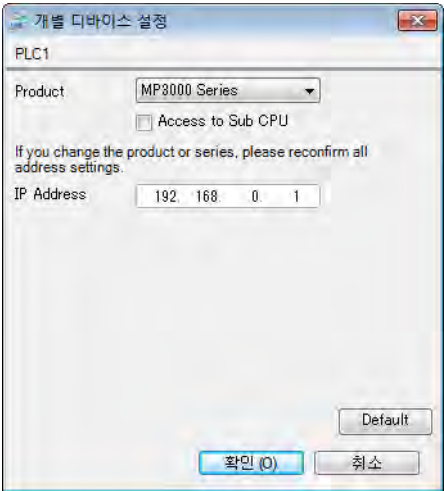 개별 디바이스 설정
PLC1
Product MP3000 Series
Access to Sub CPU
If you change the product or series, please reconfirm all
address settings.
IP Address 192. 168. 0. 1
Default
확인 (O) 취소